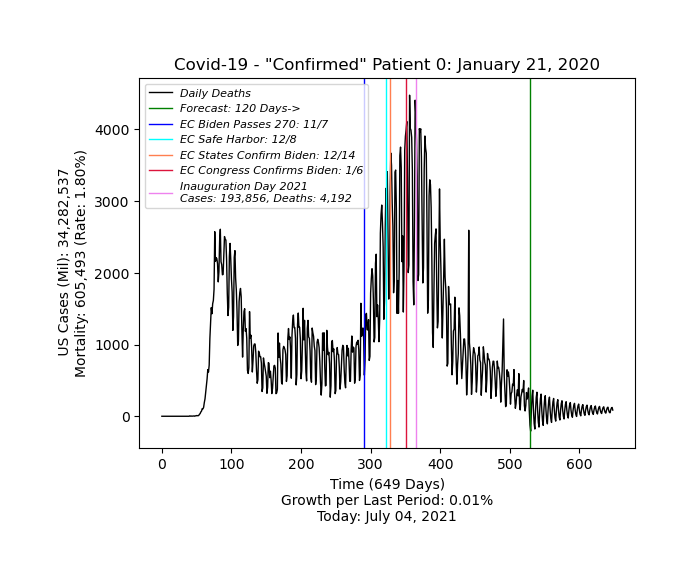 Covid-19 - "Confirmed" Patient 0: January 21, 2020
Daily Deaths
Forecast: 120 Days->
EC Biden Passes 270: 11/7
EC Safe Harbor: 12/8
EC States Confirm Biden: 12/14
EC Congress Confirms Biden: 1/6
Inauguration Day 2021
Cases: 193,856, Deaths: 4,192
US Cases (Mil): 34,282,537
Mortality: 605,493 (Rate: 1.80%)
4000
3000
2000
1000
0
0 100 200 300 400 500 600
Time (649 Days)
Growth per Last Period: 0.01%
Today: July 04, 2021